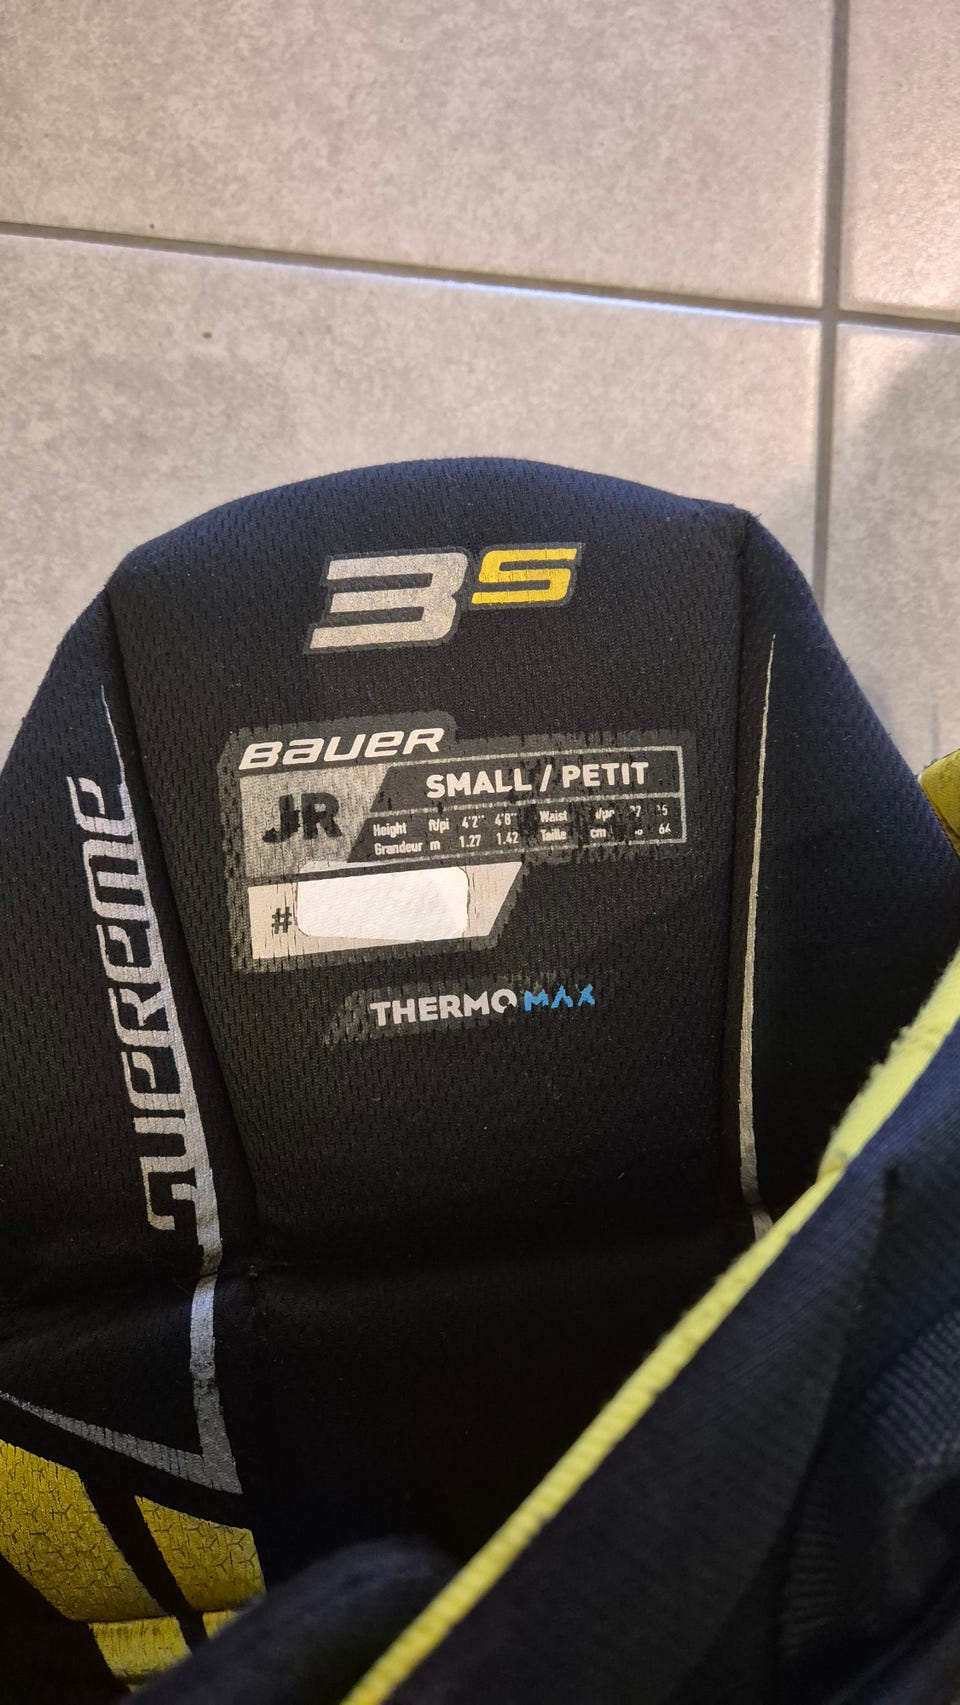 3S
BAUER
SMALL / PETIT
JR
Height ft/pi 4'2" 4'8" Waist
Grandeur m 1.27 1.42 Taille cm 64
#
THERMOMAX
SUPREME